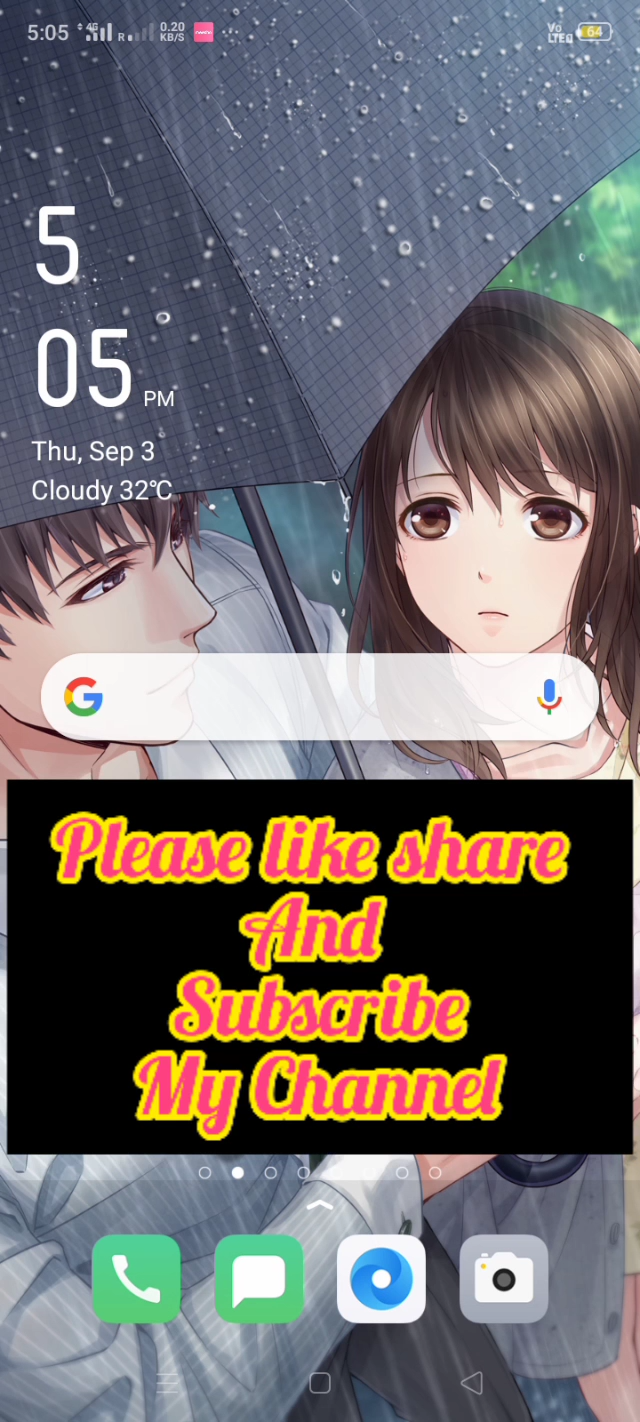 5:05 4G R 0.20 KB/S Vo LTE 64
5
05 PM
Thu, Sep 3
Cloudy 32℃
G
Please like share
And
Subscribe
My Channel